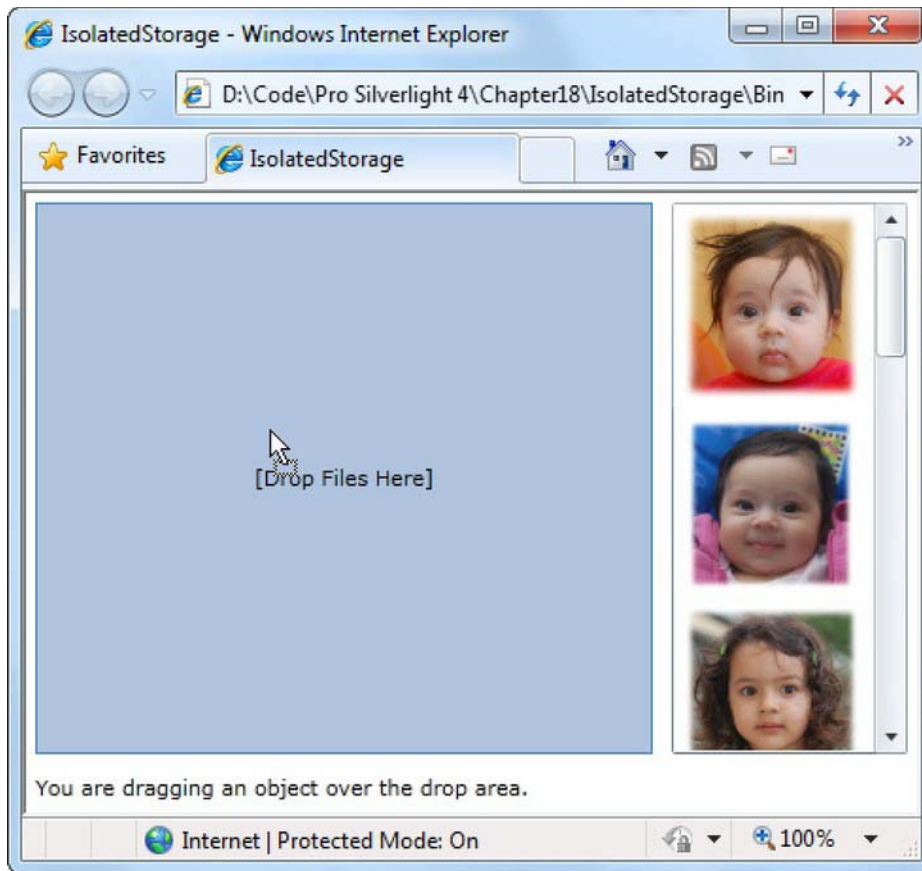 IsolatedStorage - Windows Internet Explorer
D:\Code\Pro Silverlight 4\Chapter18\IsolatedStorage\Bin
Favorites
IsolatedStorage
[Drop Files Here]
You are dragging an object over the drop area.
Internet | Protected Mode: On
100%